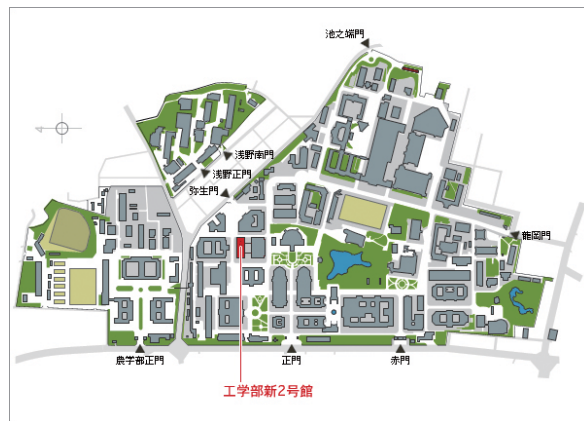 池之端門
浅野南門
浅野正門
弥生門
龍岡門
農学部正門
正門
赤門
工学部新2号館